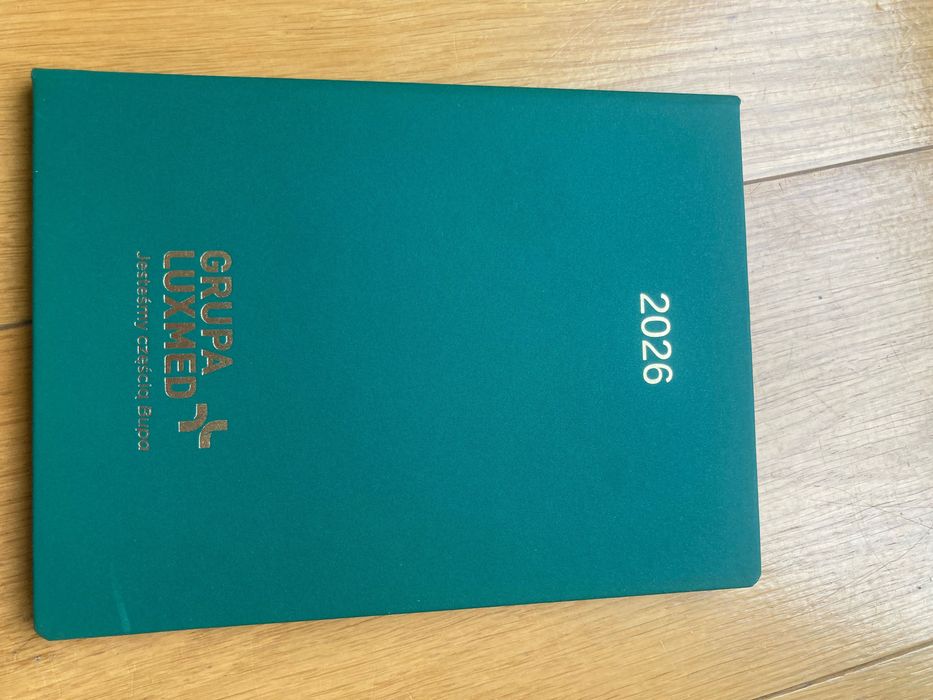 2026
GRUPA
LUXMED
Jesteśmy częścią Bupa